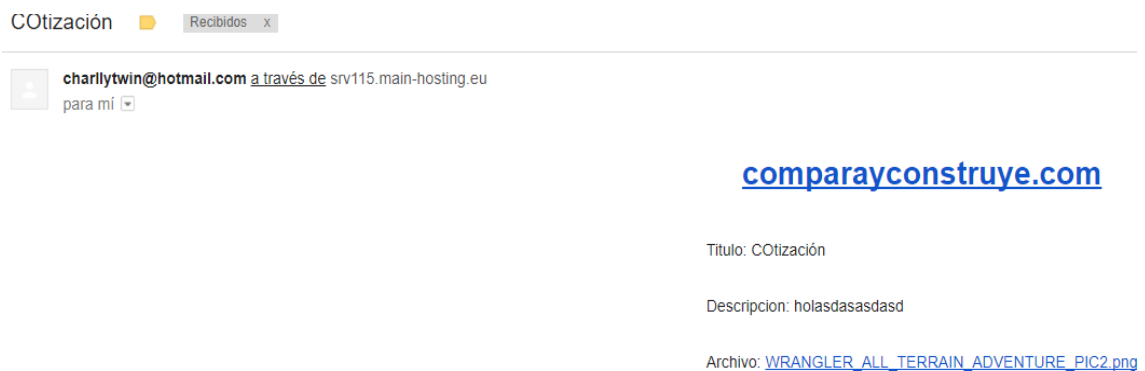 COtización Recibidos x
charllytwin@hotmail.com a través de srv115.main-hosting.eu
para mí
comparayconstruye.com
Titulo: COtización
Descripcion: holasdasasdasd
Archivo: WRANGLER_ALL_TERRAIN_ADVENTURE_PIC2.png